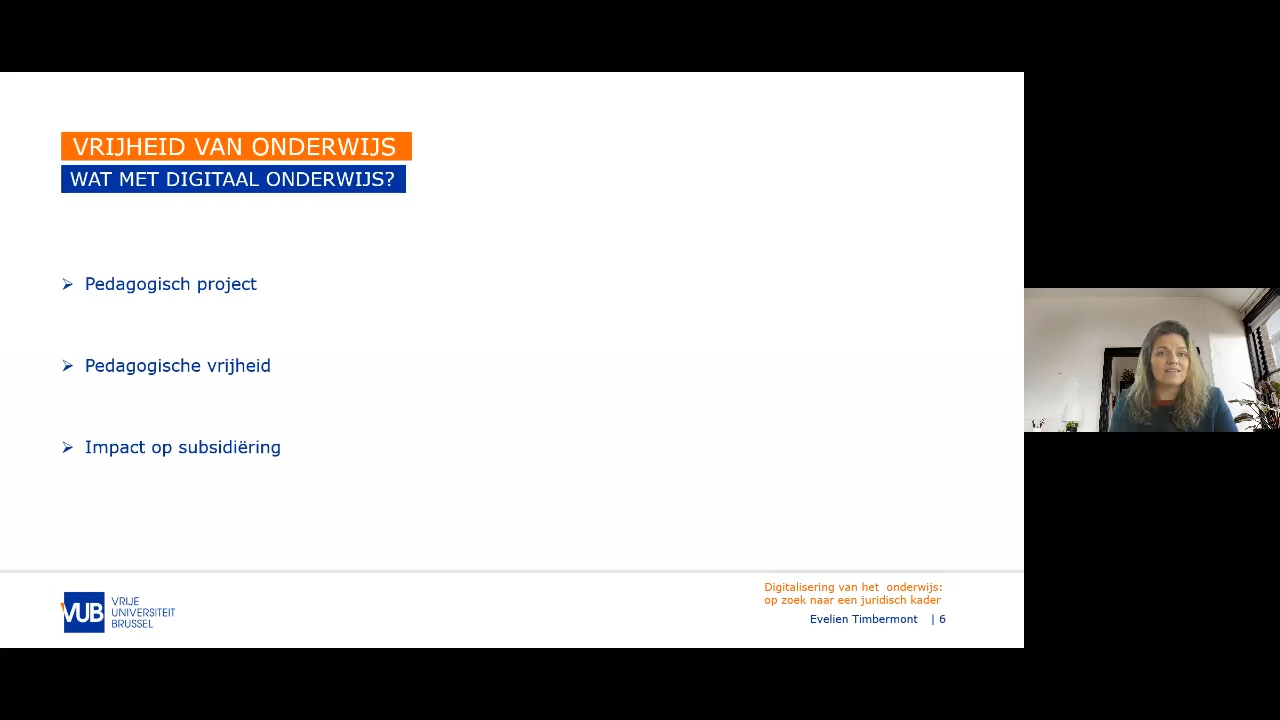 VRIJHEID VAN ONDERWIJS
WAT MET DIGITAAL ONDERWIJS?
➢ Pedagogisch project
➢ Pedagogische vrijheid
➢ Impact op subsidiëring
VUB
VRIJE
UNIVERSITEIT
BRUSSEL
Digitalisering van het onderwijs:
op zoek naar een juridisch kader
Evelien Timbermont | 6